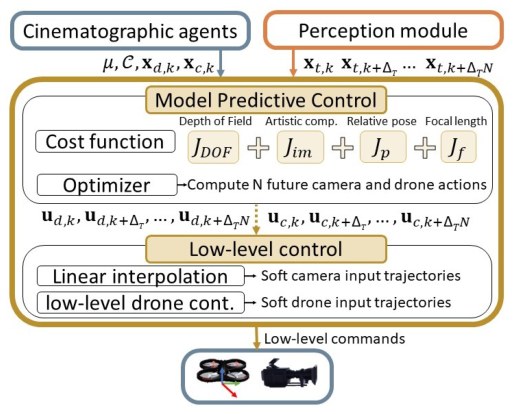 Cinematographic agents
Perception module
μ, 𝒞, 𝐱_{d,k}, 𝐱_{c,k}
𝐱_{t,k} 𝐱_{t,k+Δ_T} … 𝐱_{t,k+Δ_T N}
Model Predictive Control
Depth of Field Artistic comp. Relative pose Focal length
Cost function J_{DOF} + J_{im} + J_p + J_f
Optimizer → Compute N future camera and drone actions
𝐮_{d,k}, 𝐮_{d,k+Δ_T}, …, 𝐮_{d,k+Δ_T N} 𝐮_{c,k}, 𝐮_{c,k+Δ_T}, …, 𝐮_{c,k+Δ_T N}
Low-level control
Linear interpolation → Soft camera input trajectories
low-level drone cont. → Soft drone input trajectories
Low-level commands